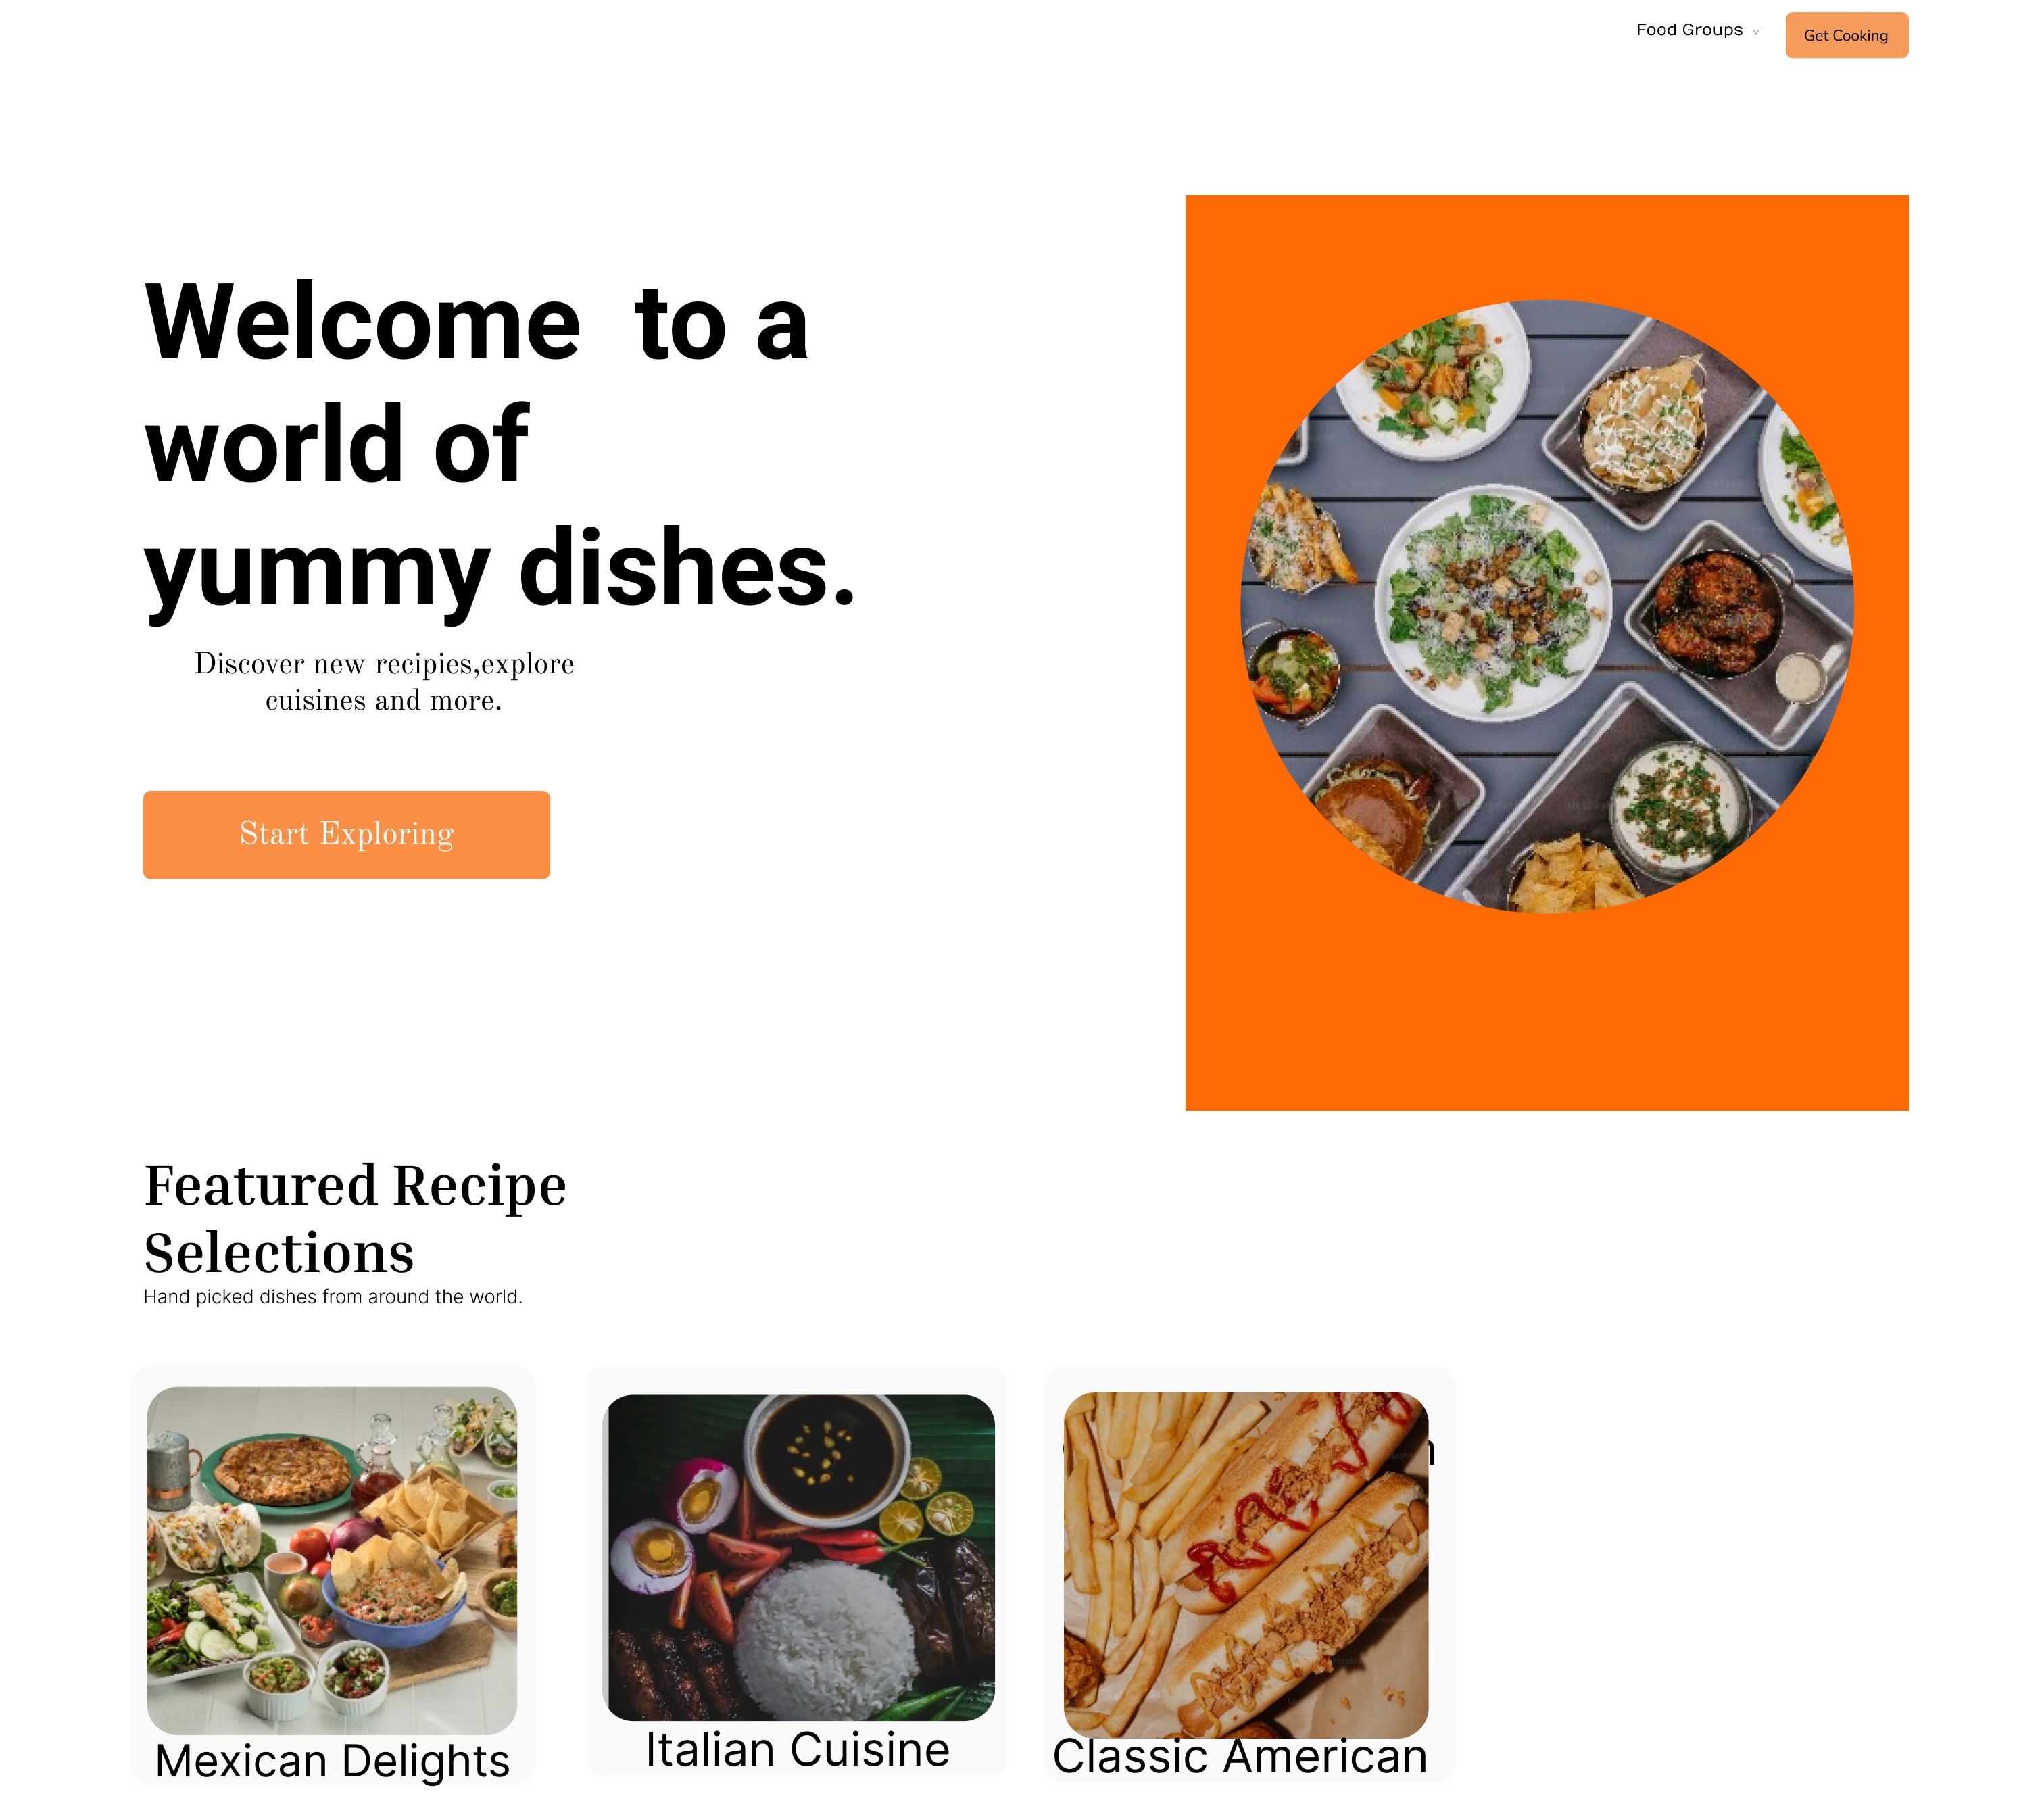 Food Groups v
Get Cooking
Welcome  to a
world of
yummy dishes.
Discover new recipies,explore
cuisines and more.
Start Exploring
Featured Recipe
Selections
Hand picked dishes from around the world.
Mexican Delights
Italian Cuisine
Classic American